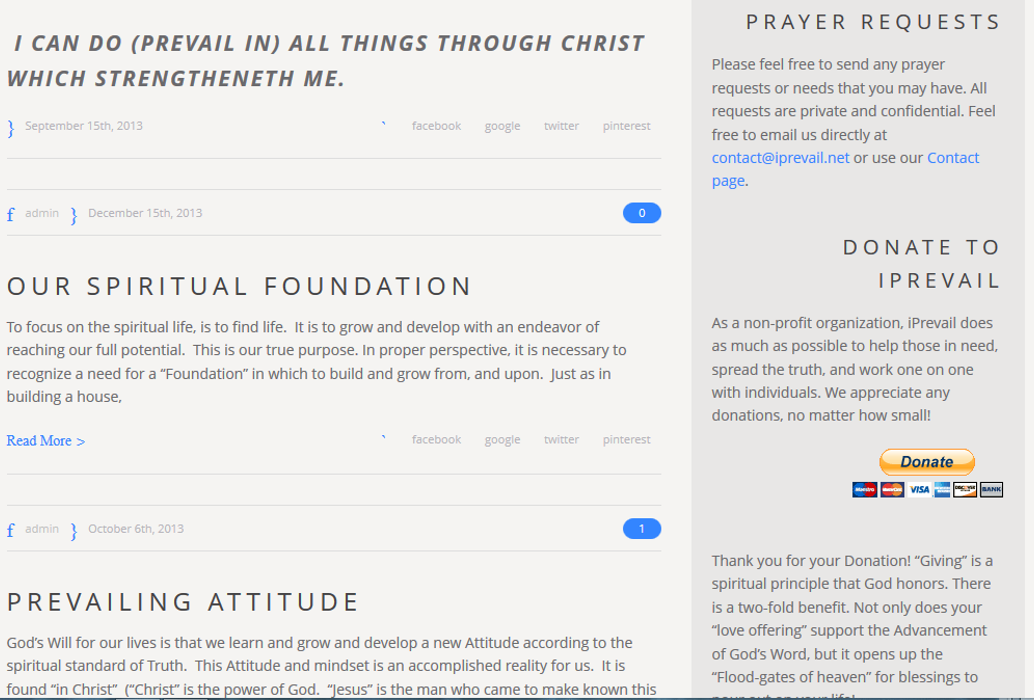 I CAN DO (PREVAIL IN) ALL THINGS THROUGH CHRIST
WHICH STRENGTHENETH ME.
} September 15th, 2013 ` facebook google twitter pinterest
f admin } December 15th, 2013 0
OUR SPIRITUAL FOUNDATION
To focus on the spiritual life, is to find life.  It is to grow and develop with an endeavor of
reaching our full potential.  This is our true purpose. In proper perspective, it is necessary to
recognize a need for a “Foundation” in which to build and grow from, and upon.  Just as in
building a house,
Read More > ` facebook google twitter pinterest
f admin } October 6th, 2013 1
PREVAILING ATTITUDE
God’s Will for our lives is that we learn and grow and develop a new Attitude according to the
spiritual standard of Truth.  This Attitude and mindset is an accomplished reality for us.  It is
found “in Christ”  (“Christ” is the power of God.  “Jesus” is the man who came to make known this
PRAYER REQUESTS
Please feel free to send any prayer
requests or needs that you may have. All
requests are private and confidential. Feel
free to email us directly at
contact@iprevail.net or use our Contact
page.
DONATE TO
IPREVAIL
As a non-profit organization, iPrevail does
as much as possible to help those in need,
spread the truth, and work one on one
with individuals. We appreciate any
donations, no matter how small!
Donate
Maestro MasterCard VISA DISCOVER BANK
Thank you for your Donation! “Giving” is a
spiritual principle that God honors. There
is a two-fold benefit. Not only does your
“love offering” support the Advancement
of God’s Word, but it opens up the
“Flood-gates of heaven” for blessings to
pour out on your life!